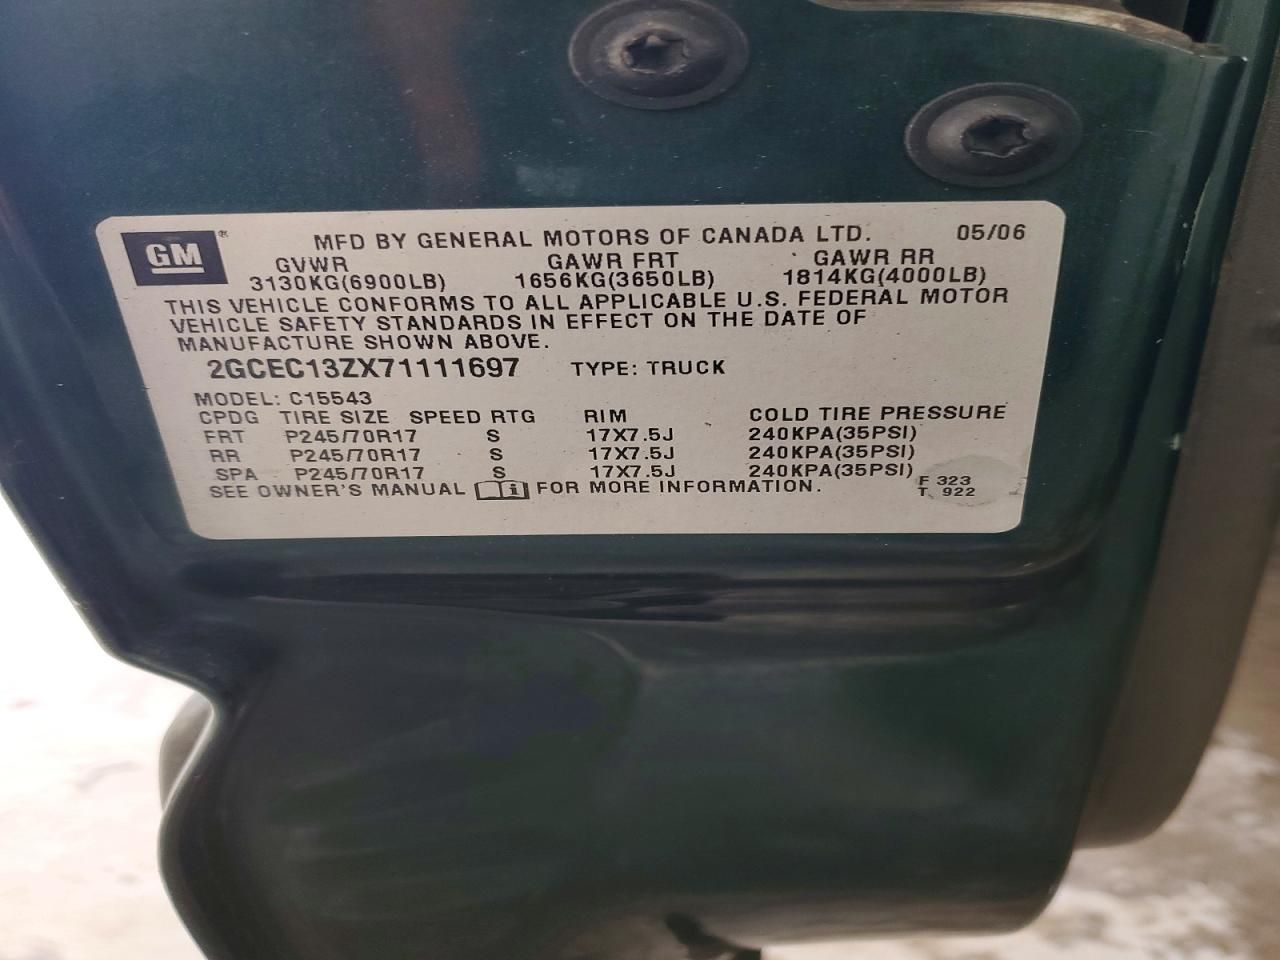 GM ® MFD BY GENERAL MOTORS OF CANADA LTD. 05/06
GVWR GAWR FRT GAWR RR
3130KG(6900LB) 1656KG(3650LB) 1814KG(4000LB)
THIS VEHICLE CONFORMS TO ALL APPLICABLE U.S. FEDERAL MOTOR
VEHICLE SAFETY STANDARDS IN EFFECT ON THE DATE OF
MANUFACTURE SHOWN ABOVE.
2GCEC13ZX71111697 TYPE: TRUCK
MODEL: C15543
CPDG TIRE SIZE SPEED RTG RIM COLD TIRE PRESSURE
FRT P245/70R17 S 17X7.5J 240KPA(35PSI)
RR P245/70R17 S 17X7.5J 240KPA(35PSI)
SPA P245/70R17 S 17X7.5J 240KPA(35PSI)
SEE OWNER'S MANUAL i FOR MORE INFORMATION.
F 323
T 922